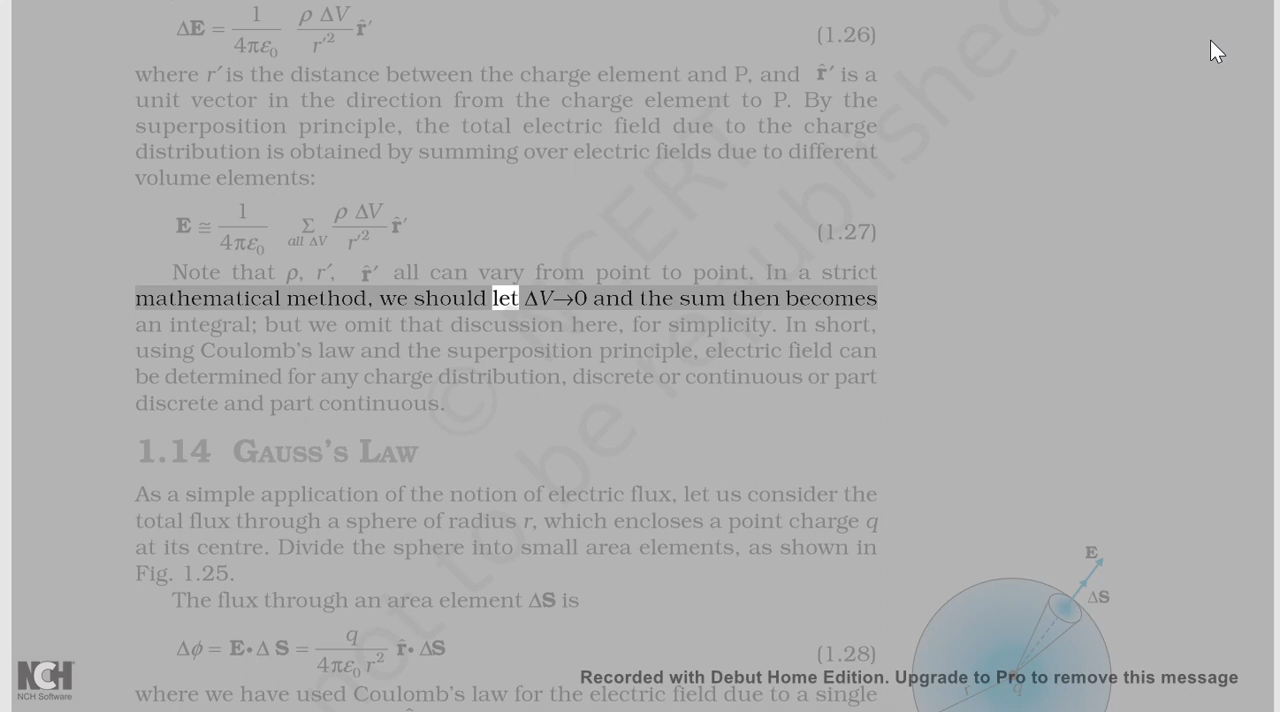 ΔE = 1/4πε₀ ρ ΔV/r′² r̂′ (1.26)
where r′ is the distance between the charge element and P, and r̂′ is a
unit vector in the direction from the charge element to P. By the
superposition principle, the total electric field due to the charge
distribution is obtained by summing over electric fields due to different
volume elements:
E ≅ 1/4πε₀ Σ all ΔV ρ ΔV/r′² r̂′ (1.27)
Note that ρ, r′, r̂′ all can vary from point to point. In a strict
mathematical method, we should let ΔV→0 and the sum then becomes
an integral; but we omit that discussion here, for simplicity. In short,
using Coulomb's law and the superposition principle, electric field can
be determined for any charge distribution, discrete or continuous or part
discrete and part continuous.
1.14 GAUSS'S LAW
As a simple application of the notion of electric flux, let us consider the
total flux through a sphere of radius r, which encloses a point charge q
at its centre. Divide the sphere into small area elements, as shown in
Fig. 1.25.
The flux through an area element ΔS is
Δϕ = E•Δ S = q/4πε₀ r² r̂• ΔS (1.28)
where we have used Coulomb's law for the electric field due to a single
E
ΔS
r
q
© NCERT
not to be republished
NCH
NCH Software
Recorded with Debut Home Edition. Upgrade to Pro to remove this message